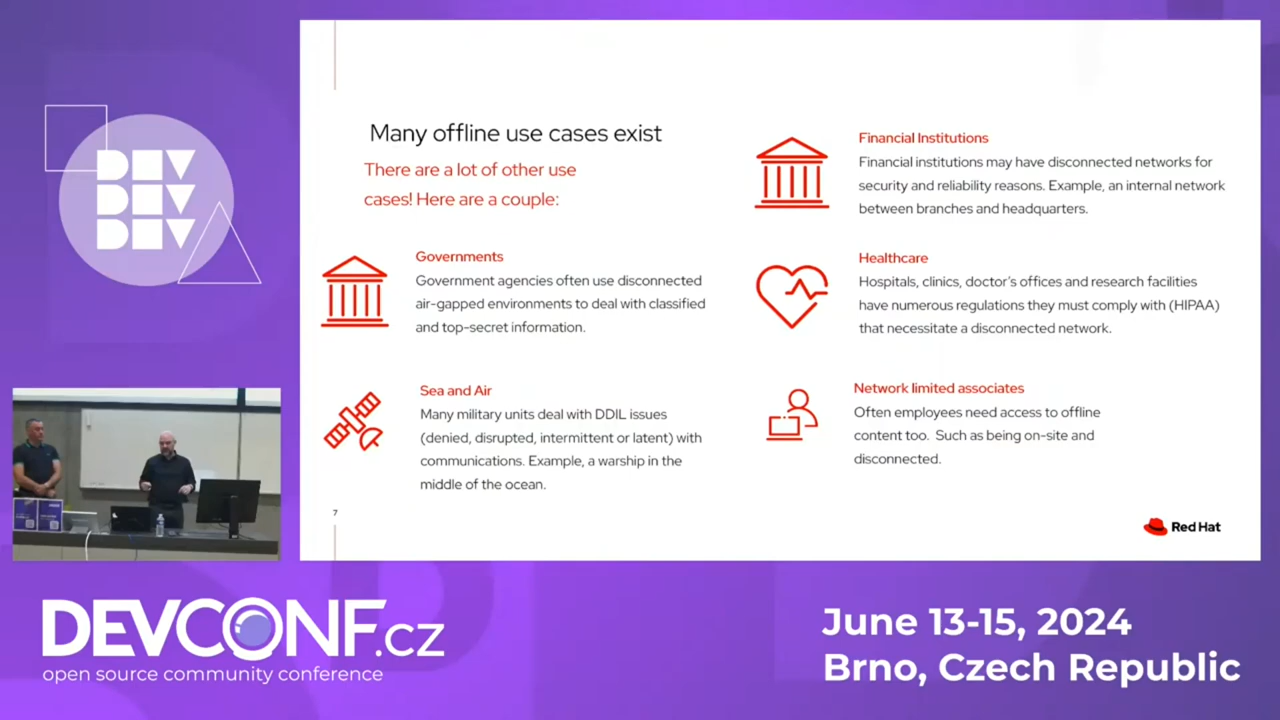 DEV
DEV
DEV
Many offline use cases exist
There are a lot of other use
cases! Here are a couple:
Governments
Government agencies often use disconnected
air-gapped environments to deal with classified
and top-secret information.
Sea and Air
Many military units deal with DDIL issues
(denied, disrupted, intermittent or latent) with
communications. Example, a warship in the
middle of the ocean.
Financial Institutions
Financial institutions may have disconnected networks for
security and reliability reasons. Example, an internal network
between branches and headquarters.
Healthcare
Hospitals, clinics, doctor's offices and research facilities
have numerous regulations they must comply with (HIPAA)
that necessitate a disconnected network.
Network limited associates
Often employees need access to offline
content too. Such as being on-site and
disconnected.
7
Red Hat
DEVCONF.cz
open source community conference
June 13-15, 2024
Brno, Czech Republic